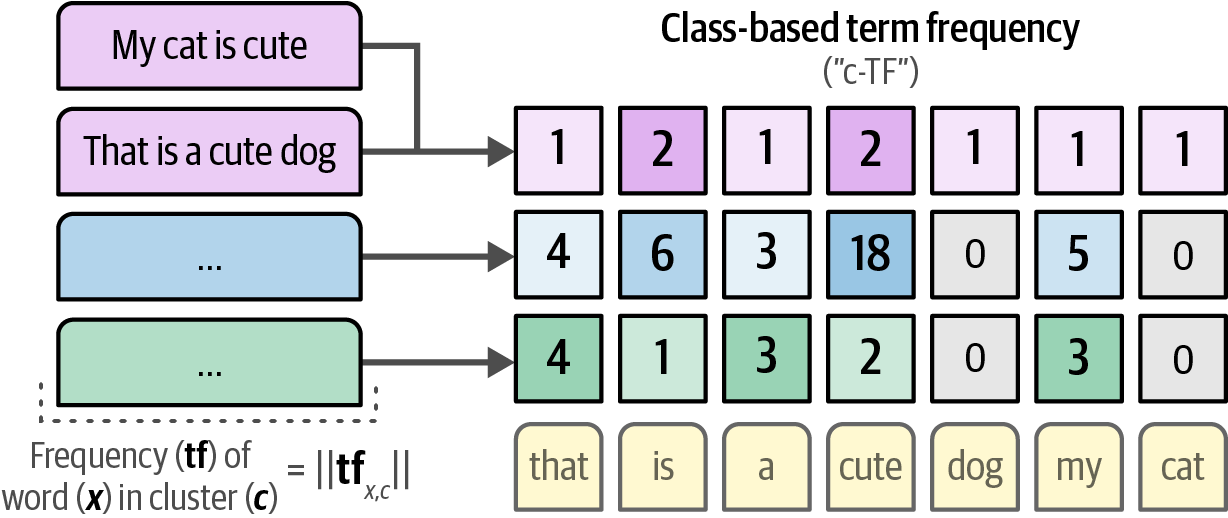 My cat is cute
That is a cute dog
...
...
Frequency (tf) of
word (x) in cluster (c)
= ||tf x,c||
Class-based term frequency
("c-TF")
1 2 1 2 1 1 1
4 6 3 18 0 5 0
4 1 3 2 0 3 0
that is a cute dog my cat